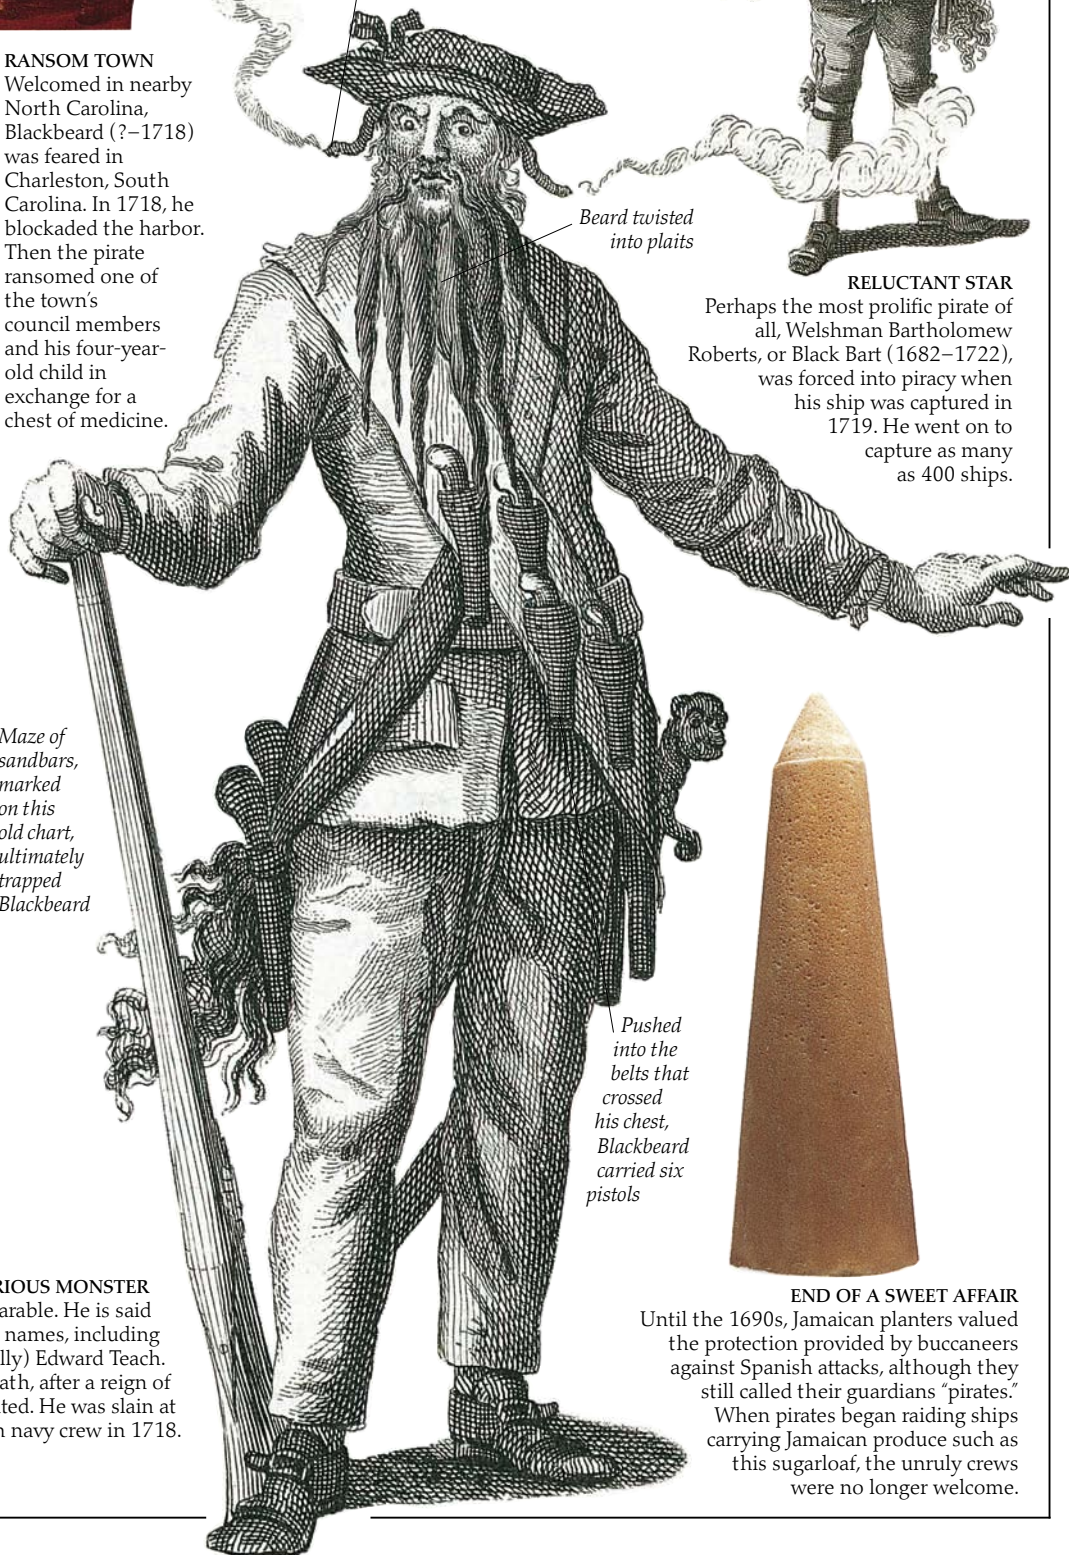 RANSOM TOWN
Welcomed in nearby
North Carolina,
Blackbeard (?–1718)
was feared in
Charleston, South
Carolina. In 1718, he
blockaded the harbor.
Then the pirate
ransomed one of
the town’s
council members
and his four-year-
old child in
exchange for a
chest of medicine.
Beard twisted
into plaits
RELUCTANT STAR
Perhaps the most prolific pirate of
all, Welshman Bartholomew
Roberts, or Black Bart (1682–1722),
was forced into piracy when
his ship was captured in
1719. He went on to
capture as many
as 400 ships.
Maze of
sandbars,
marked
on this
old chart,
ultimately
trapped
Blackbeard
Pushed
into the
belts that
crossed
his chest,
Blackbeard
carried six
pistols
RIOUS MONSTER
arable. He is said
names, including
lly) Edward Teach.
ath, after a reign of
ted. He was slain at
n navy crew in 1718.
END OF A SWEET AFFAIR
Until the 1690s, Jamaican planters valued
the protection provided by buccaneers
against Spanish attacks, although they
still called their guardians “pirates.”
When pirates began raiding ships
carrying Jamaican produce such as
this sugarloaf, the unruly crews
were no longer welcome.